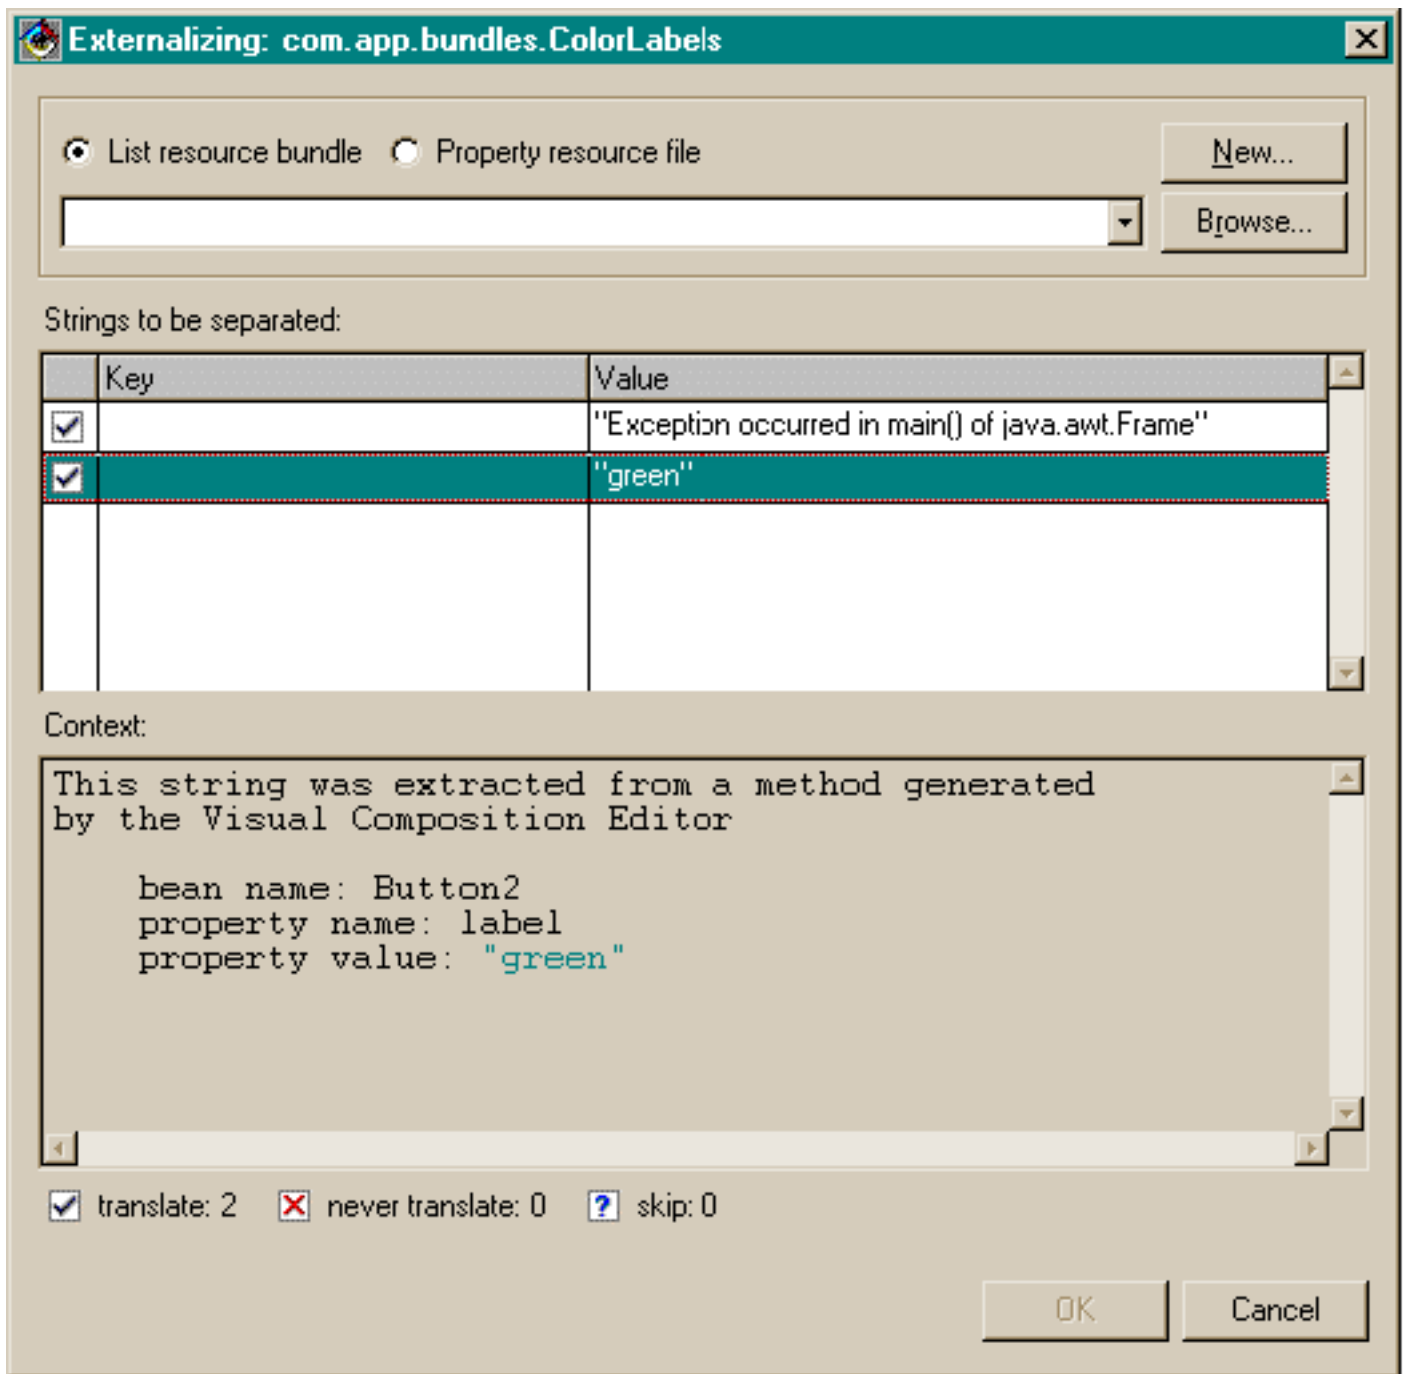 Externalizing: com.app.bundles.ColorLabels
List resource bundle Property resource file New...
Browse...
Strings to be separated:
Key Value
"Exception occurred in main() of java.awt.Frame"
"green"
Context:
This string was extracted from a method generated
by the Visual Composition Editor
bean name: Button2
property name: label
property value: "green"
translate: 2 never translate: 0 ? skip: 0
OK Cancel